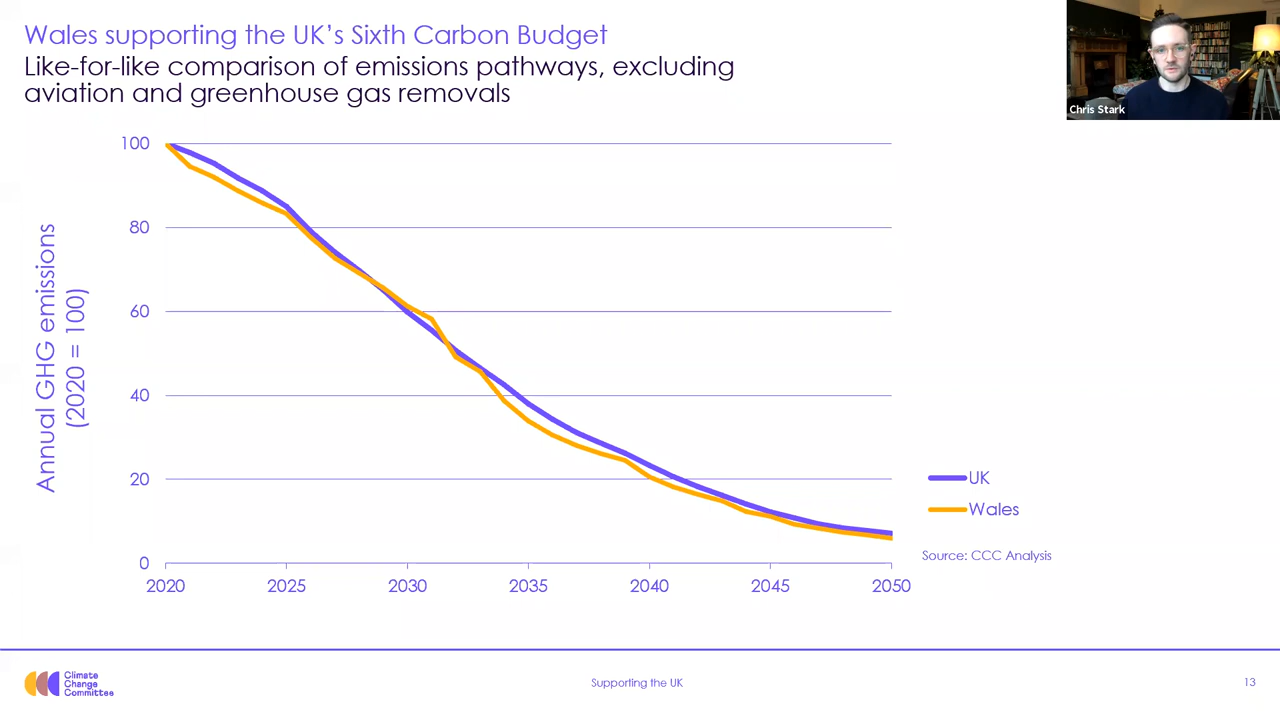 Wales supporting the UK's Sixth Carbon Budget
Like-for-like comparison of emissions pathways, excluding
aviation and greenhouse gas removals
Chris Stark
Annual GHG emissions
(2020 = 100)
100
80
60
40
20
0
2020
2025
2030
2035
2040
2045
2050
UK
Wales
Source: CCC Analysis
Climate
Change
Committee
Supporting the UK
13